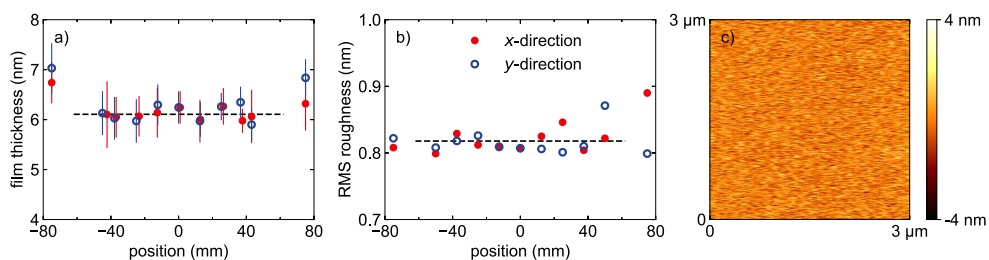 a)
film thickness (nm)
8
7
6
5
4
−80
−40
0
40
80
position (mm)
b)
x-direction
y-direction
RMS roughness (nm)
1.0
0.9
0.8
0.7
−80
−40
0
40
80
position (mm)
3 µm
c)
0
0
3 µm
4 nm
-4 nm